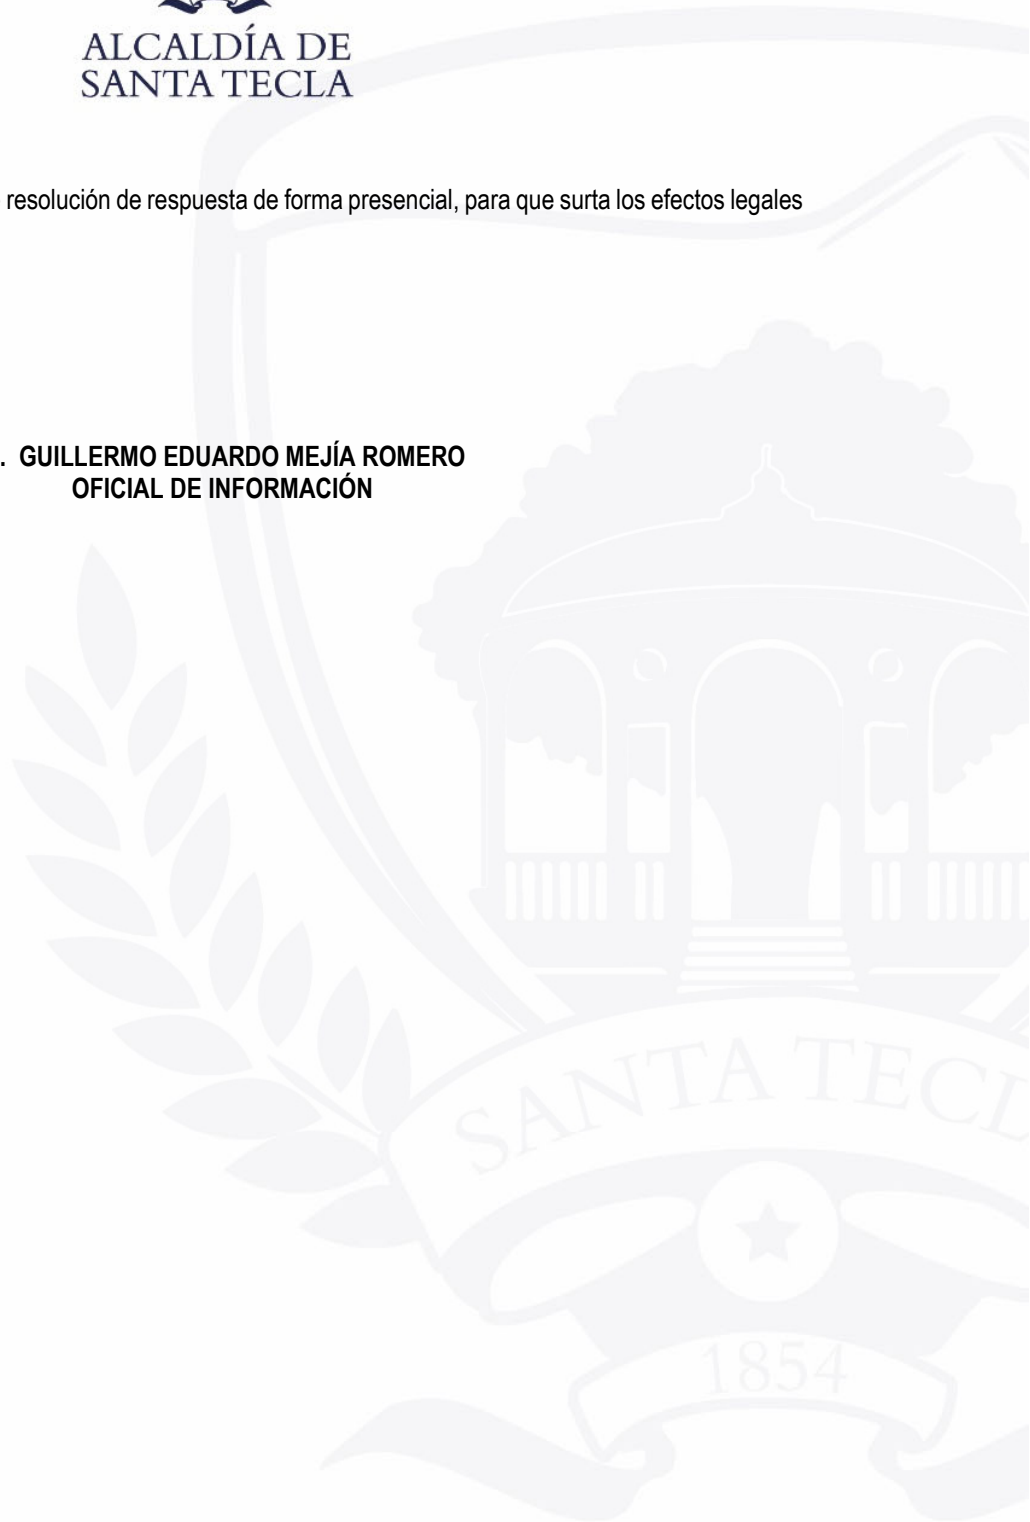 ALCALDÍA DE
SANTA TECLA
resolución de respuesta de forma presencial, para que surta los efectos legales
. GUILLERMO EDUARDO MEJÍA ROMERO
OFICIAL DE INFORMACIÓN
SANTA TECL
1854